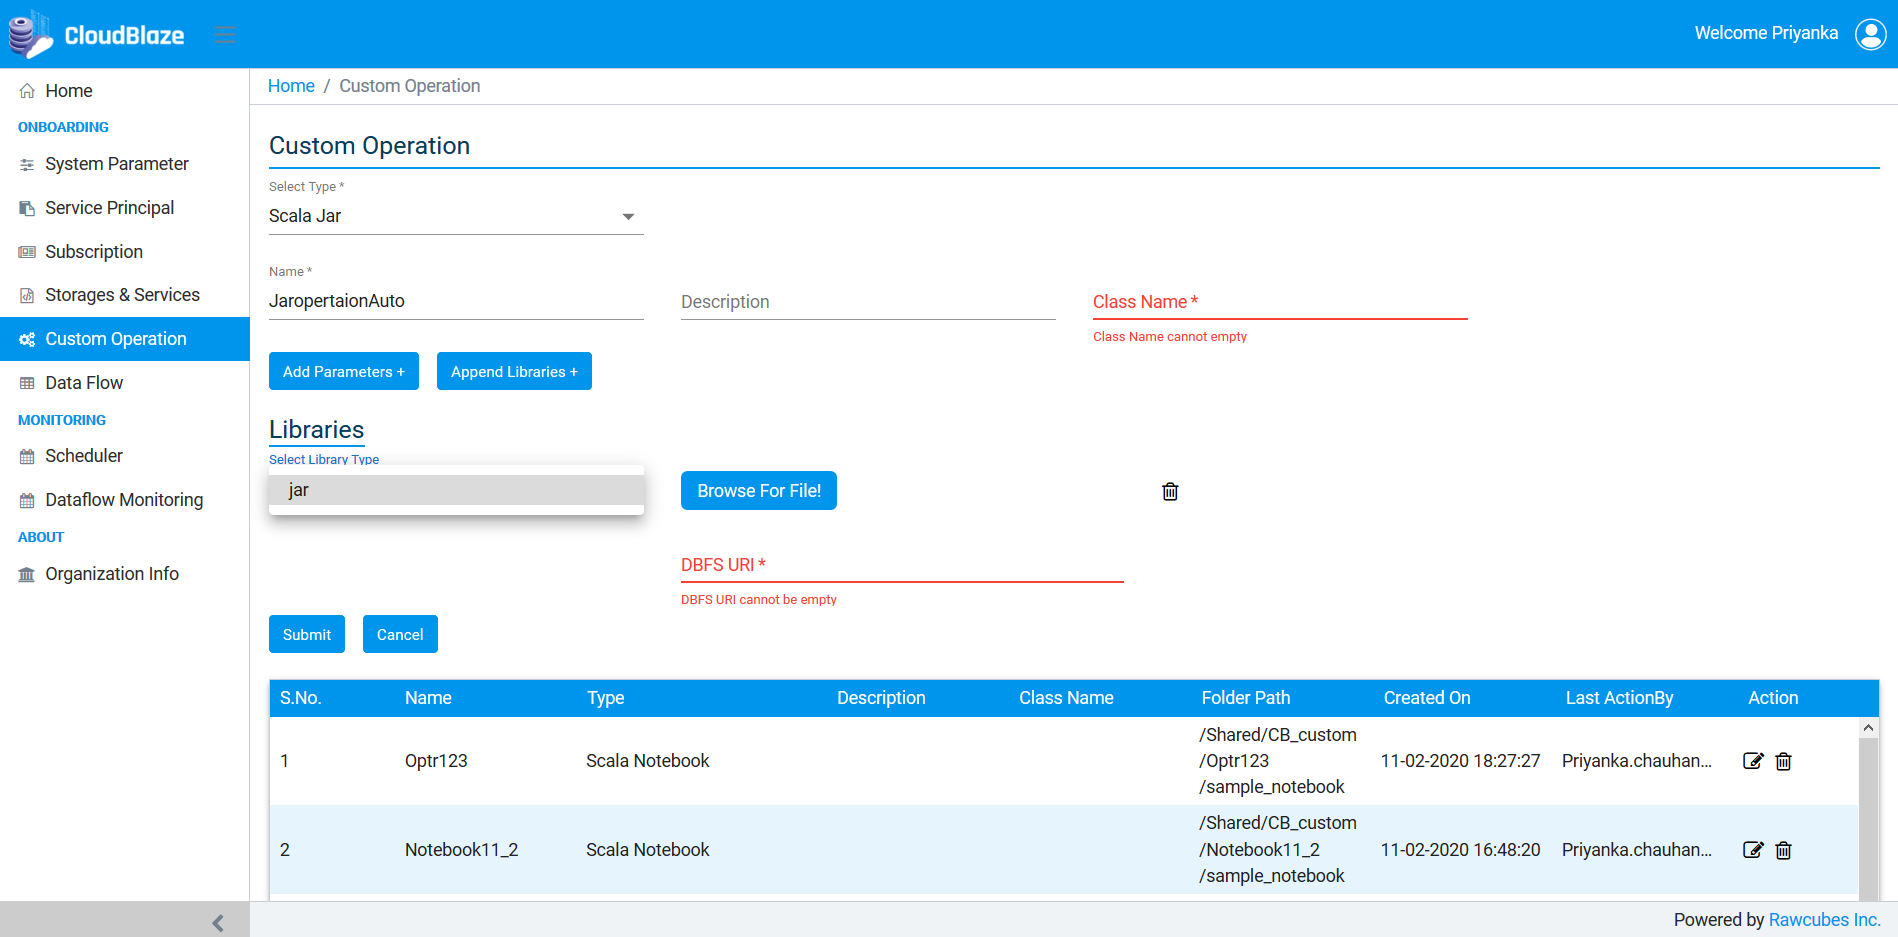 CloudBlaze
Welcome Priyanka
Home
ONBOARDING
System Parameter
Service Principal
Subscription
Storages & Services
Custom Operation
Data Flow
MONITORING
Scheduler
Dataflow Monitoring
ABOUT
Organization Info
Home / Custom Operation
Custom Operation
Select Type *
Scala Jar
Name *
JaropertaionAuto
Description
Class Name *
Class Name cannot empty
Add Parameters +
Append Libraries +
Libraries
Select Library Type
jar
Browse For File!
DBFS URI *
DBFS URI cannot be empty
Submit
Cancel
S.No. Name Type Description Class Name Folder Path Created On Last ActionBy Action
1 Optr123 Scala Notebook /Shared/CB_custom
/Optr123
/sample_notebook
11-02-2020 18:27:27 Priyanka.chauhan...
2 Notebook11_2 Scala Notebook /Shared/CB_custom
/Notebook11_2
/sample_notebook
11-02-2020 16:48:20 Priyanka.chauhan...
Powered by Rawcubes Inc.